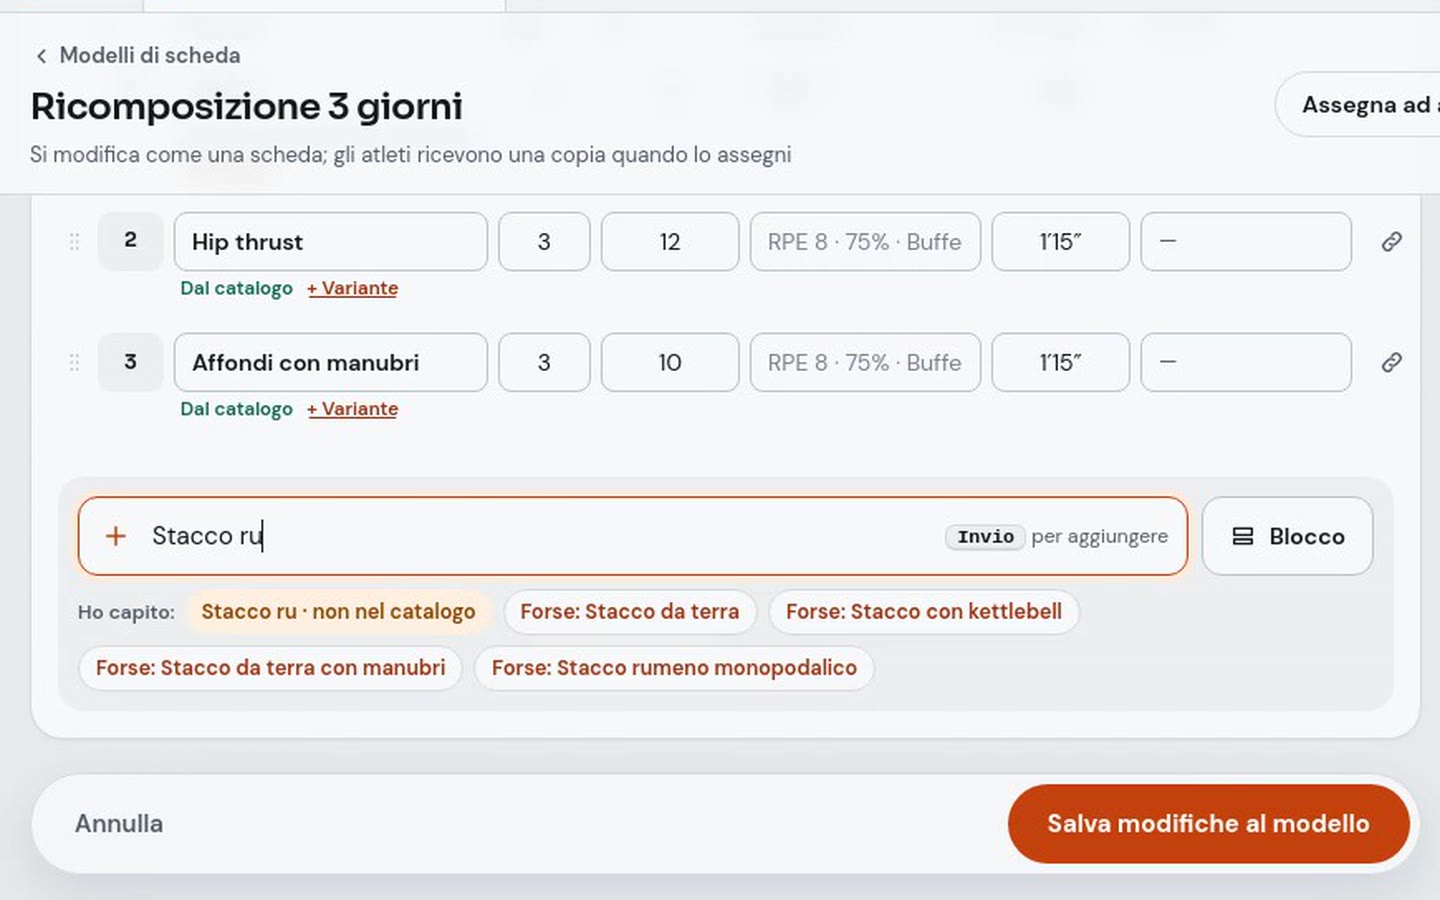 Modelli di scheda
Ricomposizione 3 giorni
Si modifica come una scheda; gli atleti ricevono una copia quando lo assegni
Assegna ad
2 Hip thrust 3 12 RPE 8 · 75% · Buffe 1′15″ —
Dal catalogo + Variante
3 Affondi con manubri 3 10 RPE 8 · 75% · Buffe 1′15″ —
Dal catalogo + Variante
+ Stacco ru Invio per aggiungere Blocco
Ho capito: Stacco ru · non nel catalogo Forse: Stacco da terra Forse: Stacco con kettlebell
Forse: Stacco da terra con manubri Forse: Stacco rumeno monopodalico
Annulla Salva modifiche al modello